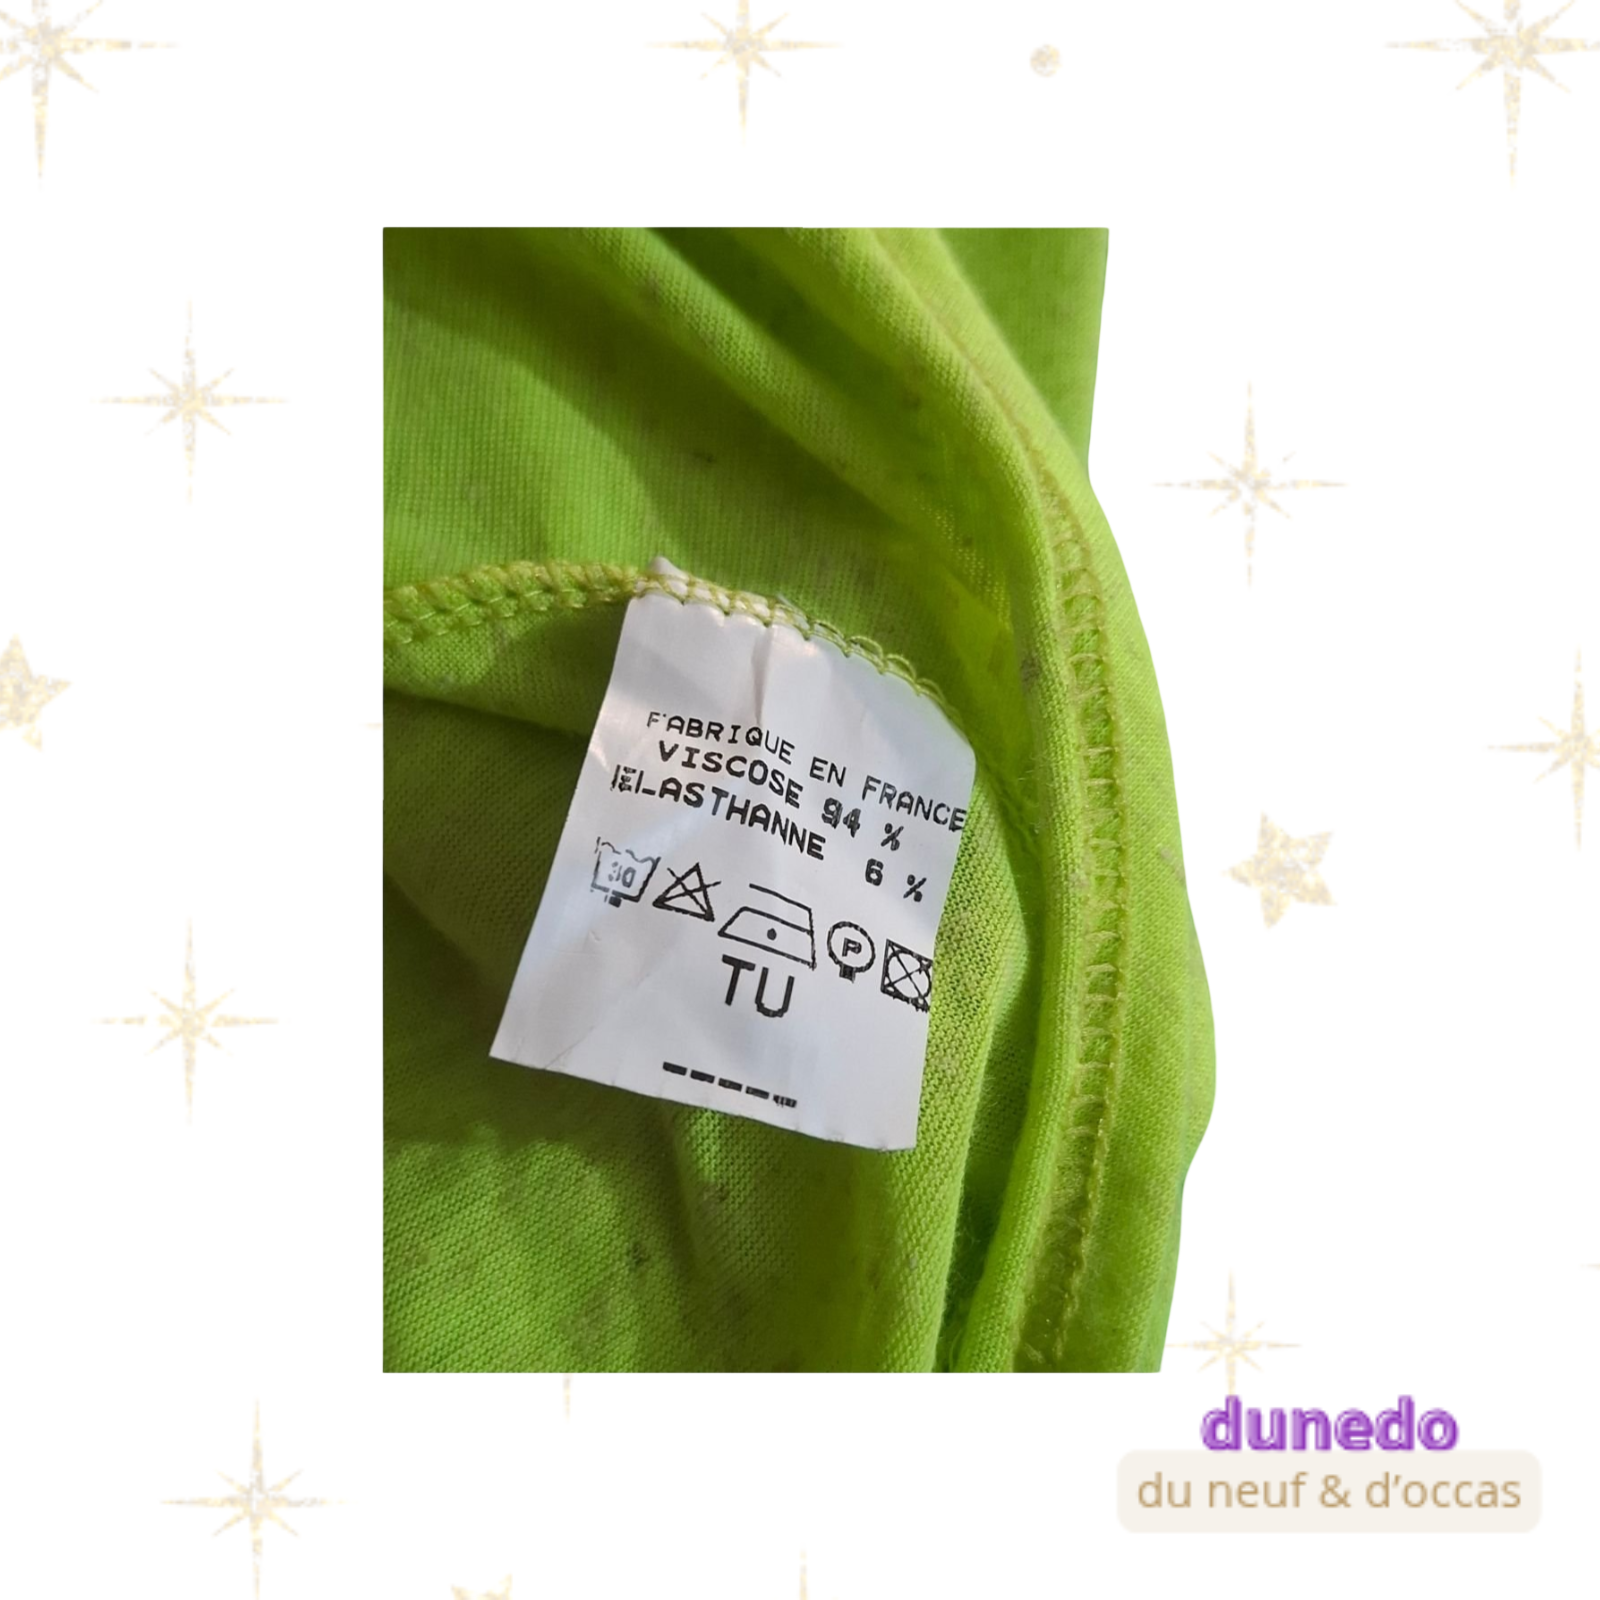 FABRIQUE EN FRANCE
VISCOSE 94 %
ELASTHANNE 6 %
30
P
TU
dunedo
du neuf & d’occas